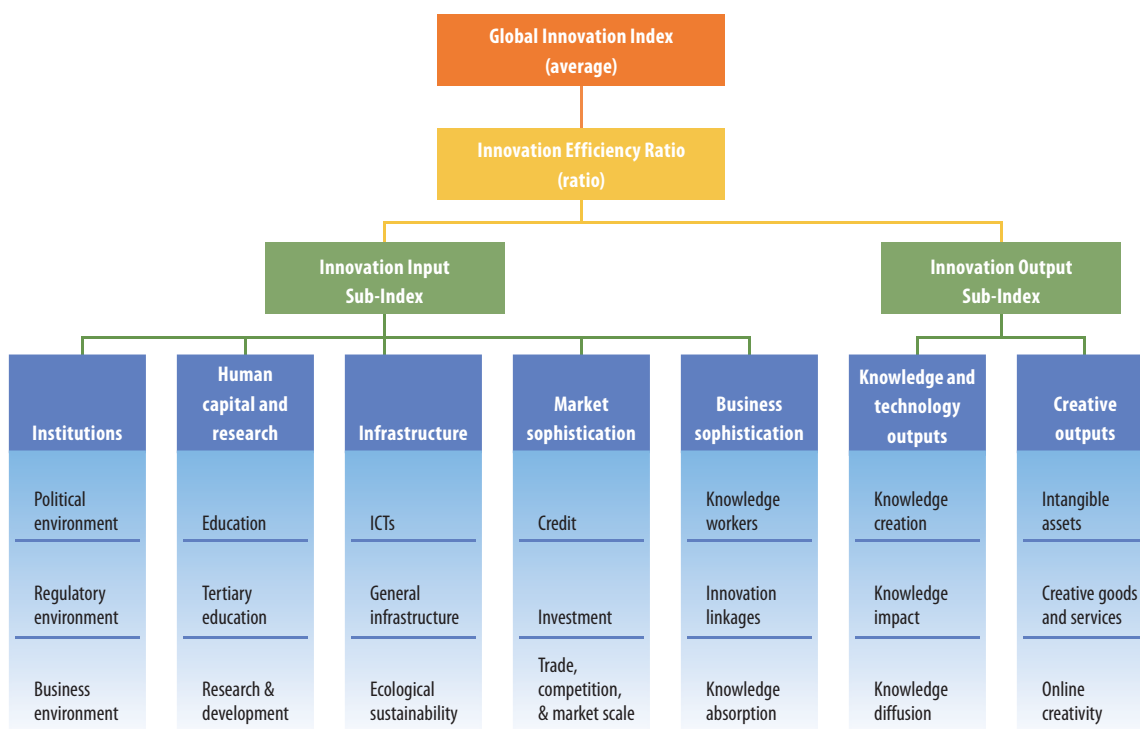 Global Innovation Index
(average)
Innovation Efficiency Ratio
(ratio)
Innovation Input
Sub-Index
Innovation Output
Sub-Index
Institutions
Human
capital and
research
Infrastructure
Market
sophistication
Business
sophistication
Knowledge and
technology
outputs
Creative
outputs
Political
environment
Education
ICTs
Credit
Knowledge
workers
Knowledge
creation
Intangible
assets
Regulatory
environment
Tertiary
education
General
infrastructure
Investment
Innovation
linkages
Knowledge
impact
Creative goods
and services
Business
environment
Research &
development
Ecological
sustainability
Trade,
competition,
& market scale
Knowledge
absorption
Knowledge
diffusion
Online
creativity